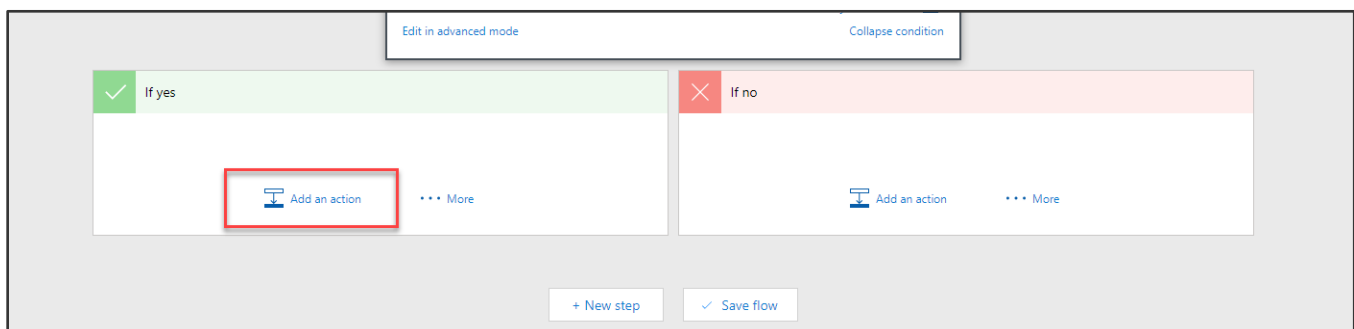 Edit in advanced mode
Collapse condition
If yes
If no
Add an action
••• More
Add an action
••• More
+ New step
Save flow